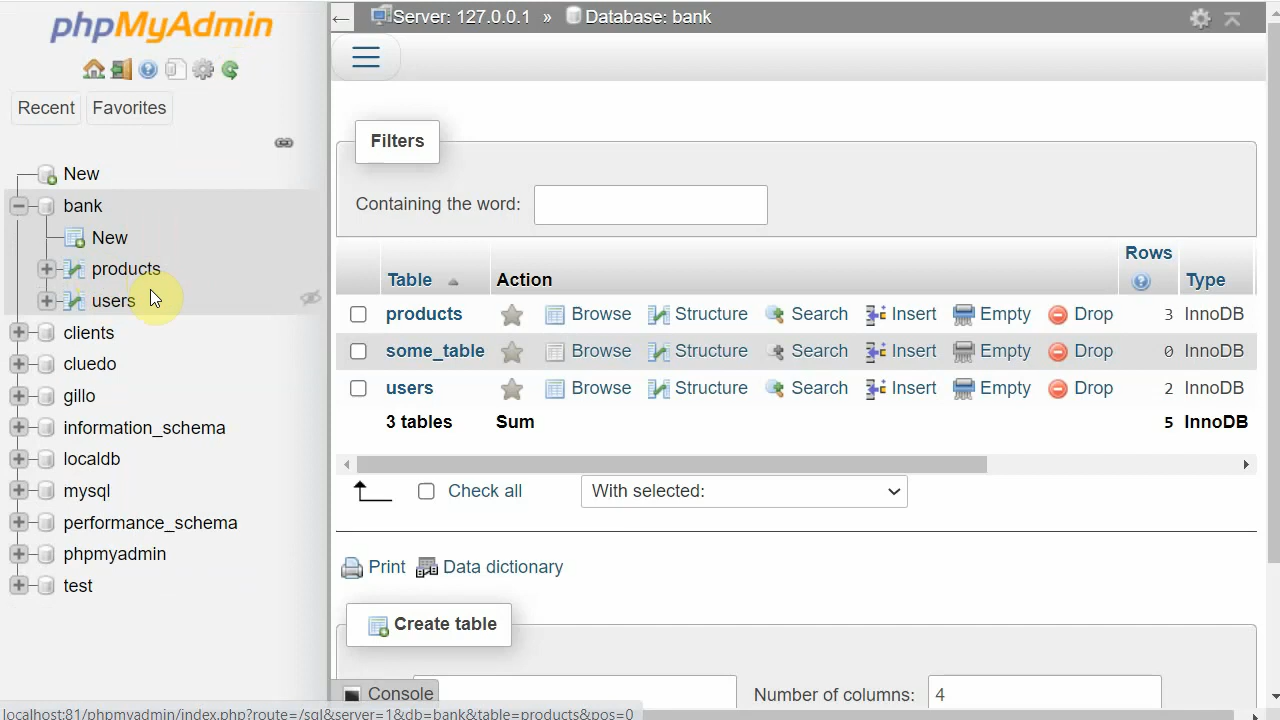 phpMyAdmin
Recent Favorites
New
bank
New
products
users
clients
cluedo
gillo
information_schema
localdb
mysql
performance_schema
phpmyadmin
test
Server: 127.0.0.1 » Database: bank
Filters
Containing the word:
Table Action Rows Type
products Browse Structure Search Insert Empty Drop 3 InnoDB
some_table Browse Structure Search Insert Empty Drop 0 InnoDB
users Browse Structure Search Insert Empty Drop 2 InnoDB
3 tables Sum 5 InnoDB
Check all With selected:
Print Data dictionary
Create table
Console Number of columns: 4
localhost:81/phpmyadmin/index.php?route=/sql&server=1&db=bank&table=products&pos=0